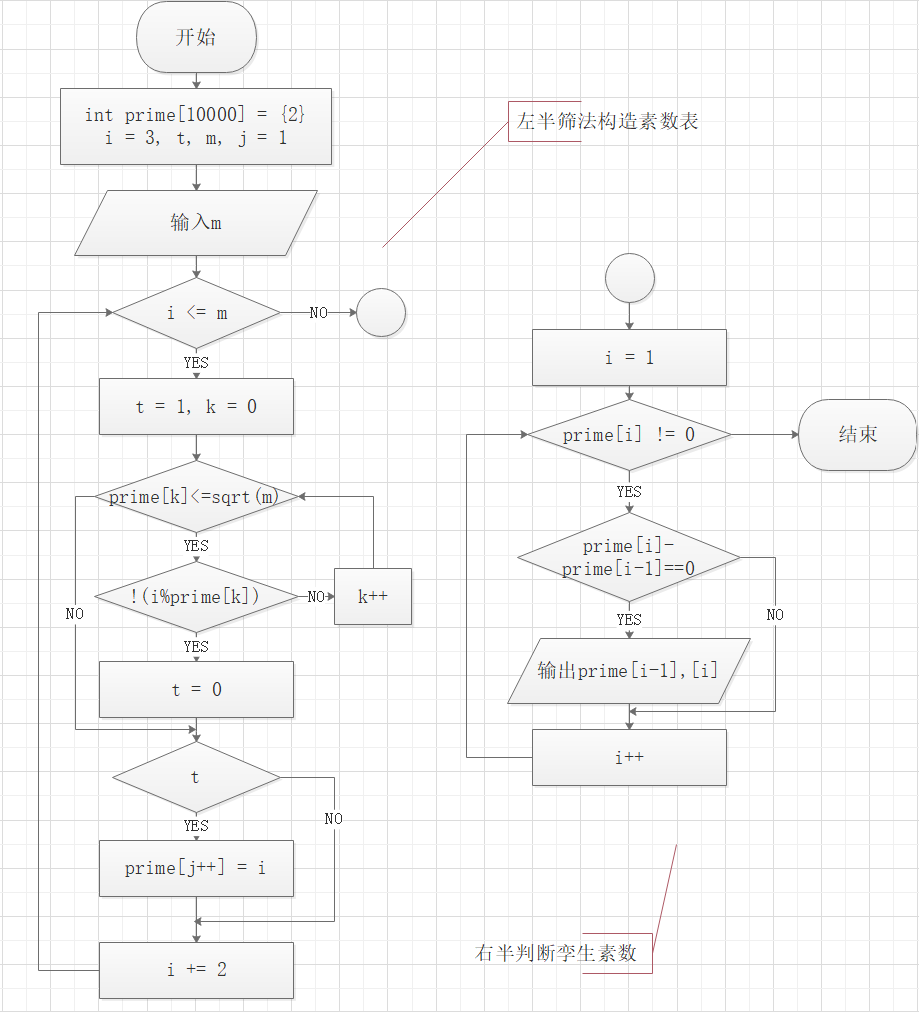 开始
int prime[10000] = {2}
i = 3, t, m, j = 1
左半筛法构造素数表
输入m
i <= m
NO
YES
t = 1, k = 0
prime[k]<=sqrt(m)
YES
!(i%prime[k])
NO
k++
NO
YES
t = 0
t
YES
NO
prime[j++] = i
i += 2
i = 1
prime[i] != 0
结束
YES
prime[i]-
prime[i-1]==0
YES
NO
输出prime[i-1],[i]
i++
右半判断孪生素数